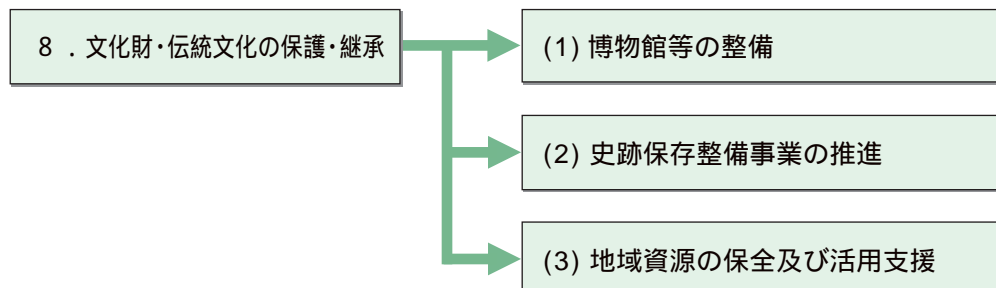 ８．文化財・伝統文化の保護・継承
(1) 博物館等の整備
(2) 史跡保存整備事業の推進
(3) 地域資源の保全及び活用支援